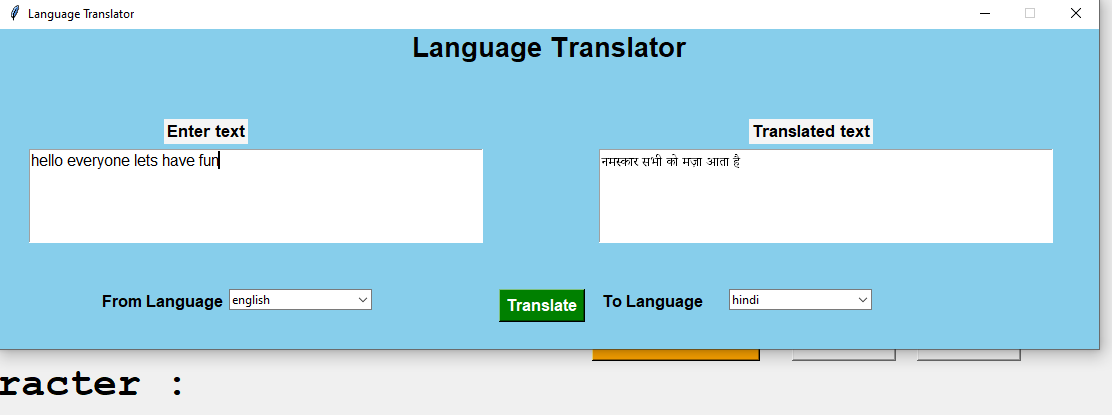 Language Translator
Language Translator
Enter text
Translated text
hello everyone lets have fun
नमस्कार सभी को मज़ा आता है
From Language
english
Translate
To Language
hindi
racter :